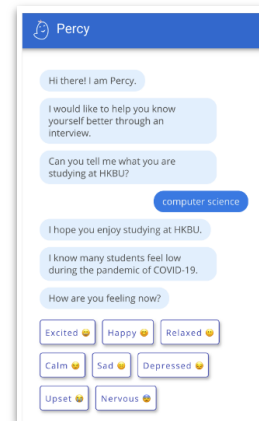 Percy
Hi there! I am Percy.
I would like to help you know
yourself better through an
interview.
Can you tell me what you are
studying at HKBU?
computer science
I hope you enjoy studying at HKBU.
I know many students feel low
during the pandemic of COVID-19.
How are you feeling now?
Excited 😄 Happy 😊 Relaxed 😌
Calm 😌 Sad 😞 Depressed 😔
Upset 😫 Nervous 😨